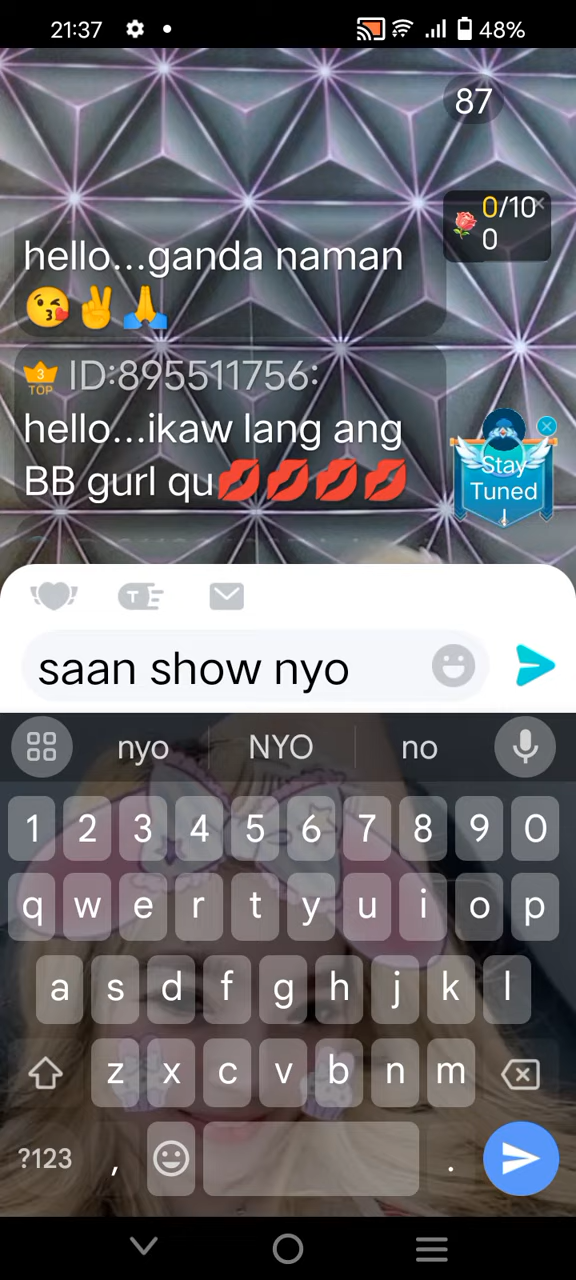 21:37
48%
87
0/10
0
hello...ganda naman
😘✌️🙏
3
TOP
ID:895511756:
hello...ikaw lang ang
BB gurl qu💋💋💋💋
Stay
Tuned
T
saan show nyo
nyo NYO no
1 2 3 4 5 6 7 8 9 0
q w e r t y u i o p
a s d f g h j k l
z x c v b n m
?123 , .